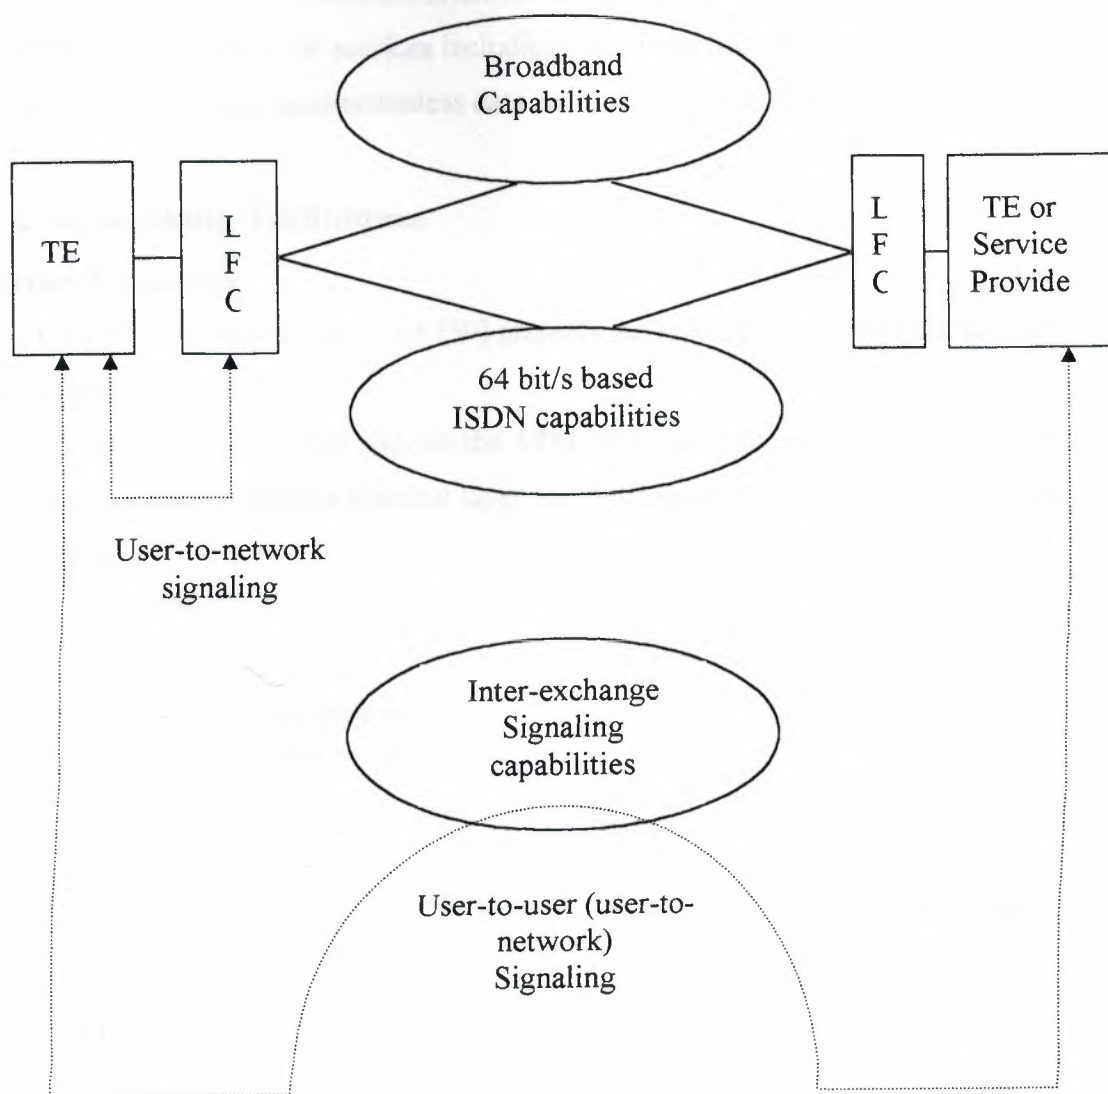 Broadband
Capabilities
TE
L
F
C
L
F
C
TE or
Service
Provide
64 bit/s based
ISDN capabilities
User-to-network
signaling
Inter-exchange
Signaling
capabilities
User-to-user (user-to-
network)
Signaling